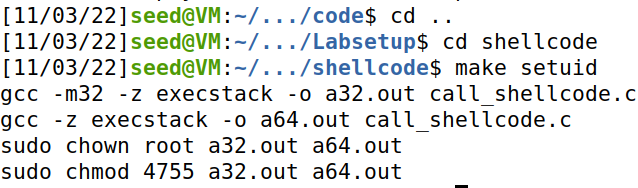 [11/03/22]seed@VM:~/.../code$ cd ..
[11/03/22]seed@VM:~/.../Labsetup$ cd shellcode
[11/03/22]seed@VM:~/.../shellcode$ make setuid
gcc -m32 -z execstack -o a32.out call_shellcode.c
gcc -z execstack -o a64.out call_shellcode.c
sudo chown root a32.out a64.out
sudo chmod 4755 a32.out a64.out